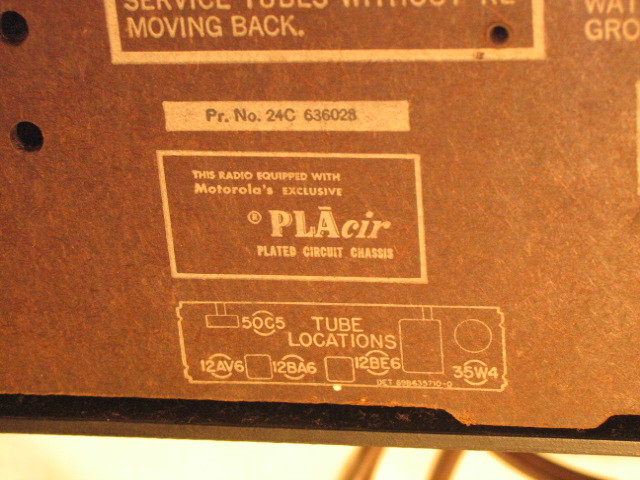 SERVICE TUBES WITHOUT RE
MOVING BACK.
WAT
GRO
Pr. No. 24C 636028
THIS RADIO EQUIPPED WITH
Motorola's EXCLUSIVE
® PLĀcir
PLATED CIRCUIT CHASSIS
50C5 TUBE
LOCATIONS
12AV6 12BA6 12BE6 35W4